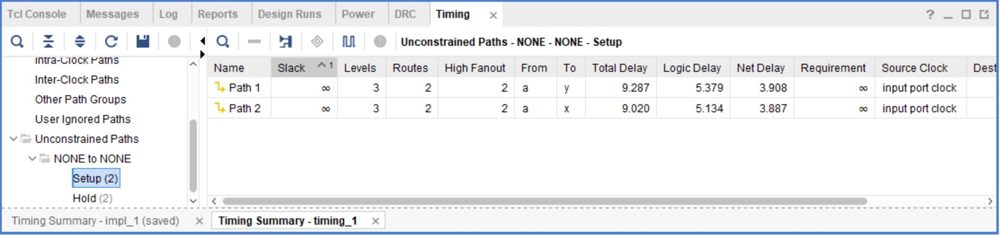 Tcl Console Messages Log Reports Design Runs Power DRC Timing
Unconstrained Paths - NONE - NONE - Setup
Intra-Clock Paths
Inter-Clock Paths
Other Path Groups
User Ignored Paths
Unconstrained Paths
NONE to NONE
Setup (2)
Hold (2)
Name Slack 1 Levels Routes High Fanout From To Total Delay Logic Delay Net Delay Requirement Source Clock Dest
Path 1 ∞ 3 2 2 a y 9.287 5.379 3.908 ∞ input port clock
Path 2 ∞ 3 2 2 a x 9.020 5.134 3.887 ∞ input port clock
Timing Summary - impl_1 (saved) Timing Summary - timing_1